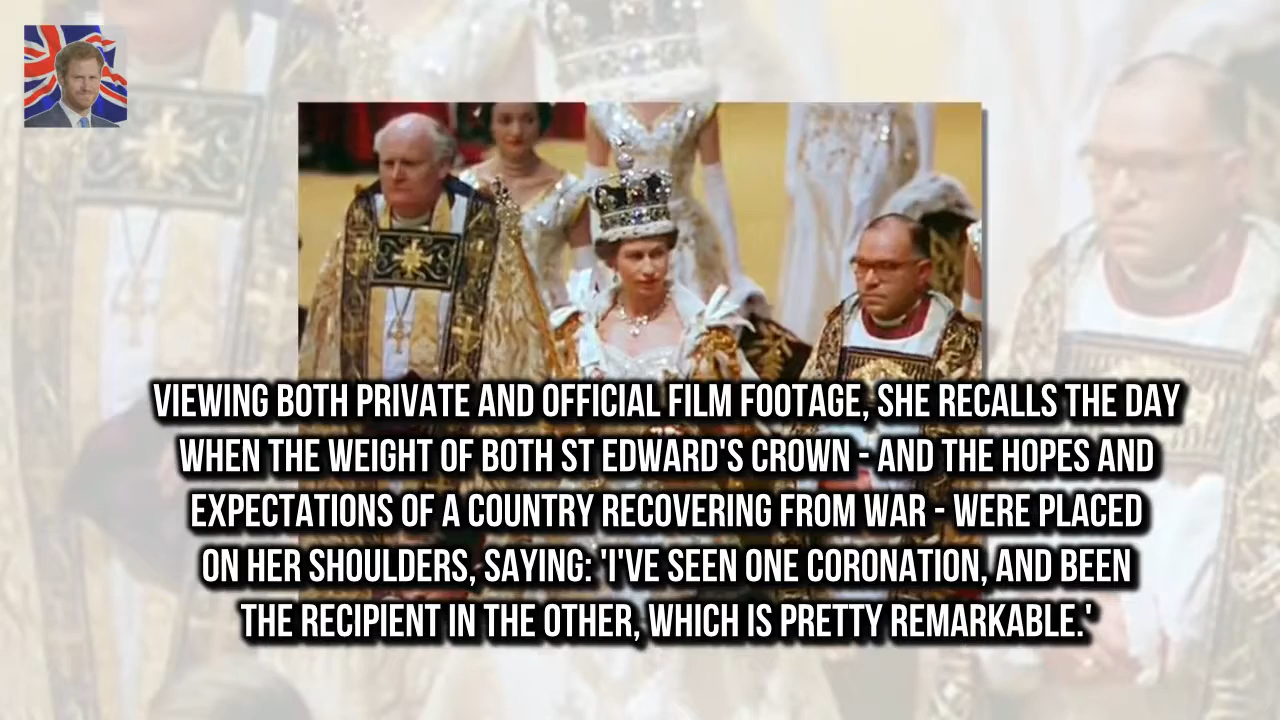 VIEWING BOTH PRIVATE AND OFFICIAL FILM FOOTAGE, SHE RECALLS THE DAY
WHEN THE WEIGHT OF BOTH ST EDWARD'S CROWN - AND THE HOPES AND
EXPECTATIONS OF A COUNTRY RECOVERING FROM WAR - WERE PLACED
ON HER SHOULDERS, SAYING: 'I'VE SEEN ONE CORONATION, AND BEEN
THE RECIPIENT IN THE OTHER, WHICH IS PRETTY REMARKABLE.'